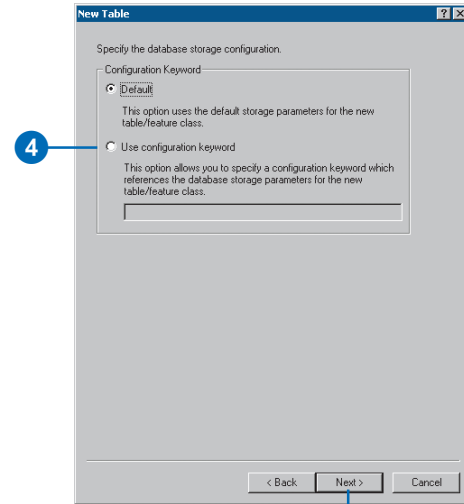 New Table
? X
Specify the database storage configuration.
Configuration Keyword
Default
This option uses the default storage parameters for the new
table/feature class.
4
Use configuration keyword
This option allows you to specify a configuration keyword which
references the database storage parameters for the new
table/feature class.
< Back Next > Cancel